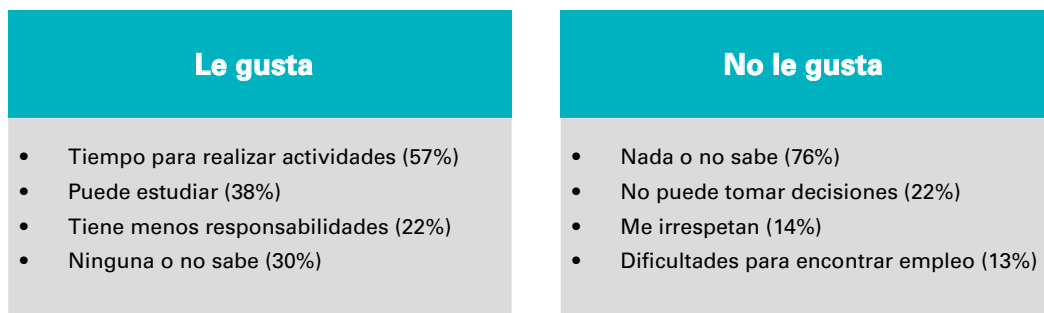 Le gusta
• Tiempo para realizar actividades (57%)
• Puede estudiar (38%)
• Tiene menos responsabilidades (22%)
• Ninguna o no sabe (30%)
No le gusta
• Nada o no sabe (76%)
• No puede tomar decisiones (22%)
• Me irrespetan (14%)
• Dificultades para encontrar empleo (13%)